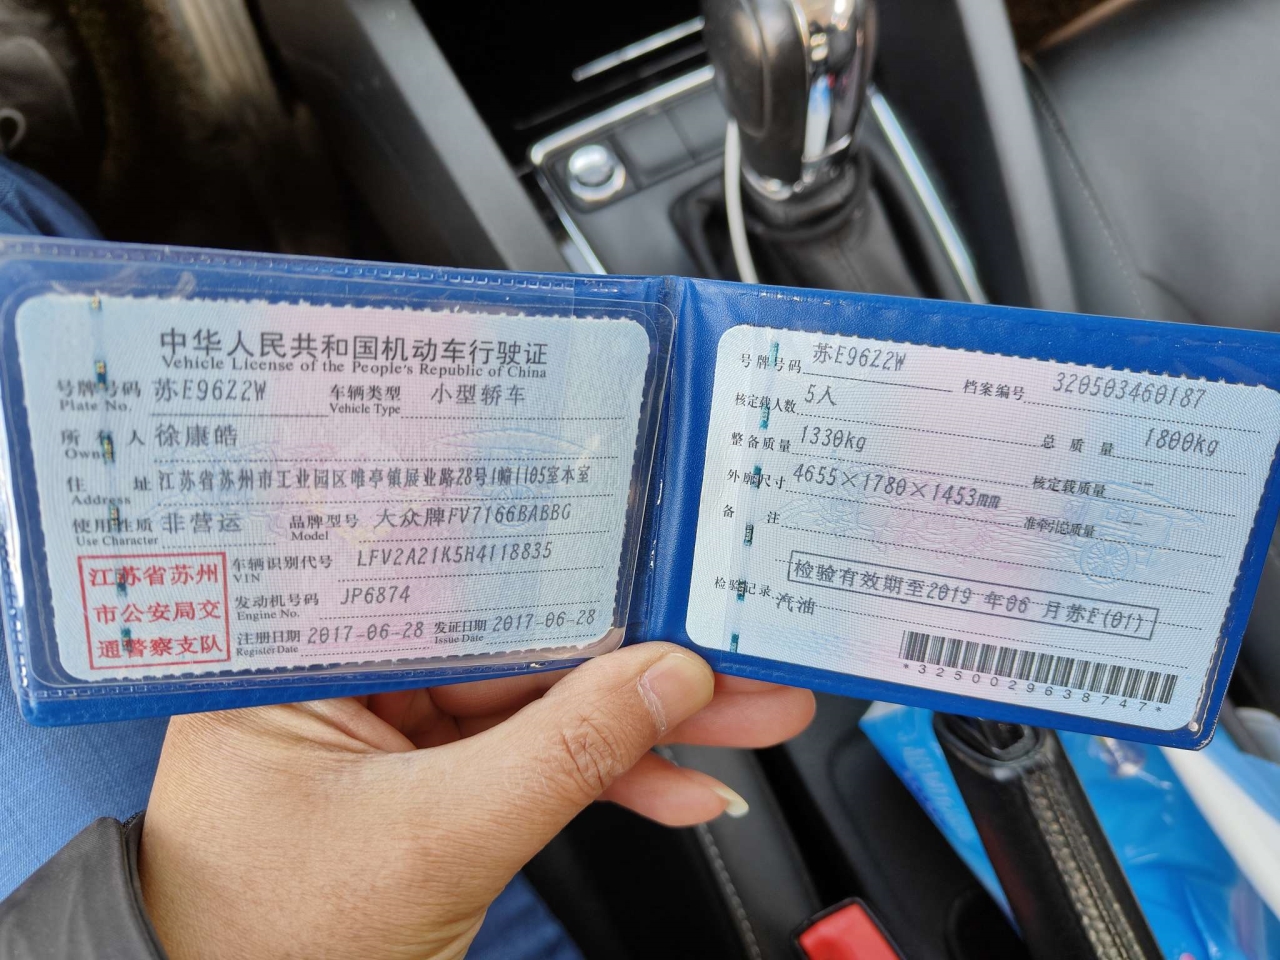 中华人民共和国机动车行驶证
Vehicle License of the People's Republic of China
号牌号码 苏E96Z2W 车辆类型 小型轿车
Plate No. Vehicle Type
所有人 徐康皓
Owner
住址 江苏省苏州市工业园区唯亭镇展业路28号1幢1105室本室
Address
使用性质 非营运 品牌型号 大众牌FV7166BABBG
Use Character Model
江苏省苏州
市公安局交
通警察支队
车辆识别代号 LFV2A21K5H4118835
VIN
发动机号码 JP6874
Engine No.
注册日期 2017-06-28 发证日期 2017-06-28
Register Date Issue Date
号牌号码 苏E96Z2W 档案编号 320503460187
核定载人数 5人 总质量 1800kg
整备质量 1330kg 核定载质量 --
外廓尺寸 4655×1780×1453mm 准牵引总质量 --
备注
检验有效期至2019年06月苏E(01)
检验记录 汽油
*3250029638747*